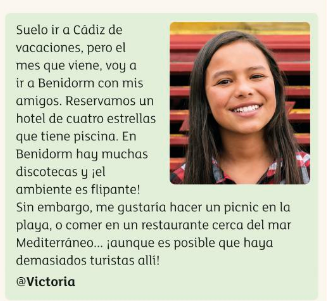 Suelo ir a Cádiz de
vacaciones, pero el
mes que viene, voy a
ir a Benidorm con mis
amigos. Reservamos un
hotel de cuatro estrellas
que tiene piscina. En
Benidorm hay muchas
discotecas y ¡el
ambiente es flipante!
Sin embargo, me gustaría hacer un picnic en la
playa, o comer en un restaurante cerca del mar
Mediterráneo... ¡aunque es posible que haya
demasiados turistas allí!
@Victoria